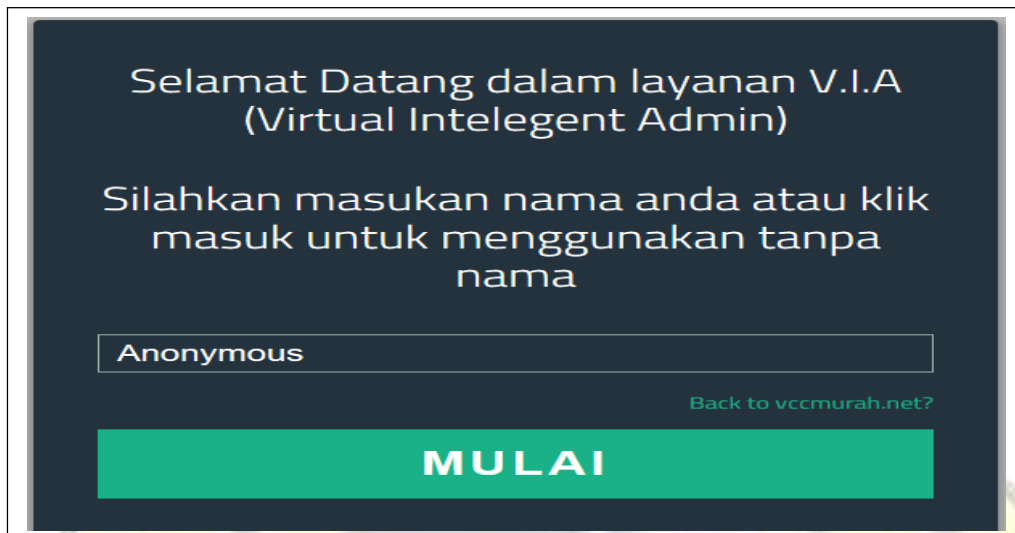 Selamat Datang dalam layanan V.I.A
(Virtual Intelegent Admin)
Silahkan masukan nama anda atau klik
masuk untuk menggunakan tanpa
nama
Anonymous
Back to vccmurah.net?
MULAI